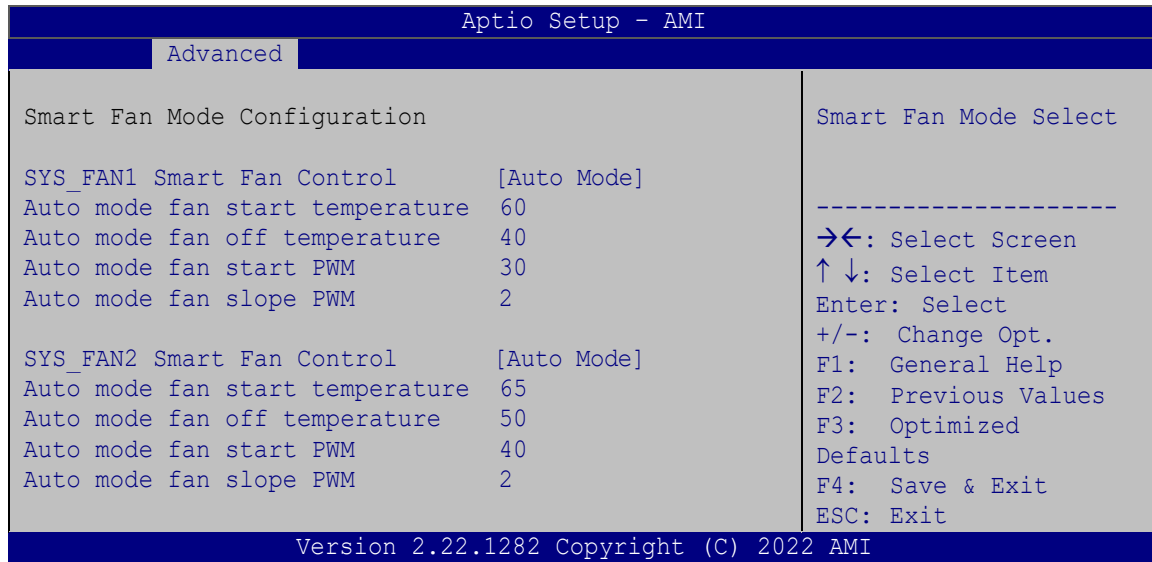 Aptio Setup – AMI
Advanced
Smart Fan Mode Configuration
SYS_FAN1 Smart Fan Control [Auto Mode]
Auto mode fan start temperature 60
Auto mode fan off temperature 40
Auto mode fan start PWM 30
Auto mode fan slope PWM 2
SYS_FAN2 Smart Fan Control [Auto Mode]
Auto mode fan start temperature 65
Auto mode fan off temperature 50
Auto mode fan start PWM 40
Auto mode fan slope PWM 2
Smart Fan Mode Select
---------------------
→←: Select Screen
↑ ↓: Select Item
Enter: Select
+/-: Change Opt.
F1: General Help
F2: Previous Values
F3: Optimized
Defaults
F4: Save & Exit
ESC: Exit
Version 2.22.1282 Copyright (C) 2022 AMI